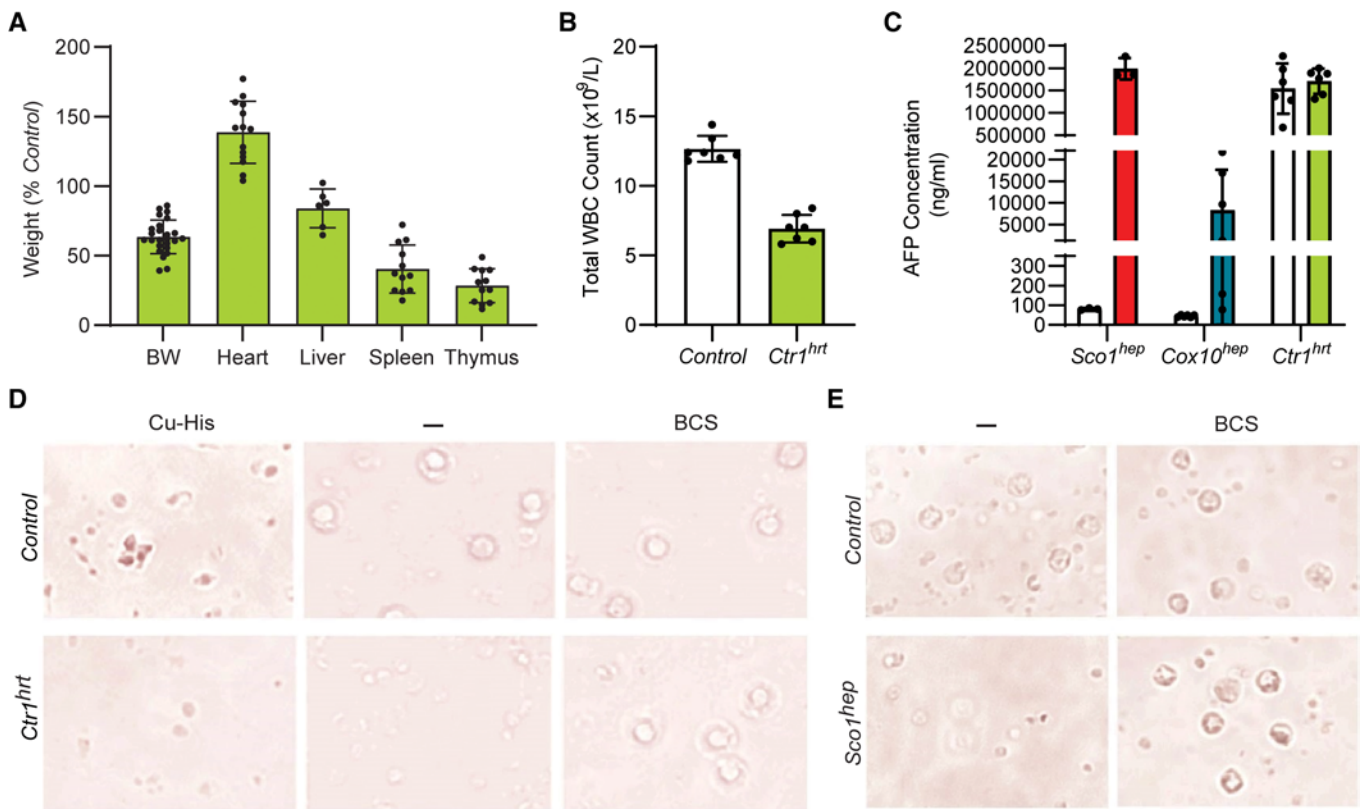 A
Weight (% Control)
200
150
100
50
0
BW Heart Liver Spleen Thymus
B
Total WBC Count (x10⁹/L)
20
15
10
5
0
Control Ctr1ʰʳᵗ
C
AFP Concentration
(ng/ml)
2500000
2000000
1500000
1000000
500000
20000
15000
10000
5000
300
200
100
0
Sco1ʰᵉᵖ Cox10ʰᵉᵖ Ctr1ʰʳᵗ
D
Cu-His – BCS
Control
Ctr1ʰʳᵗ
E
– BCS
Control
Sco1ʰᵉᵖ